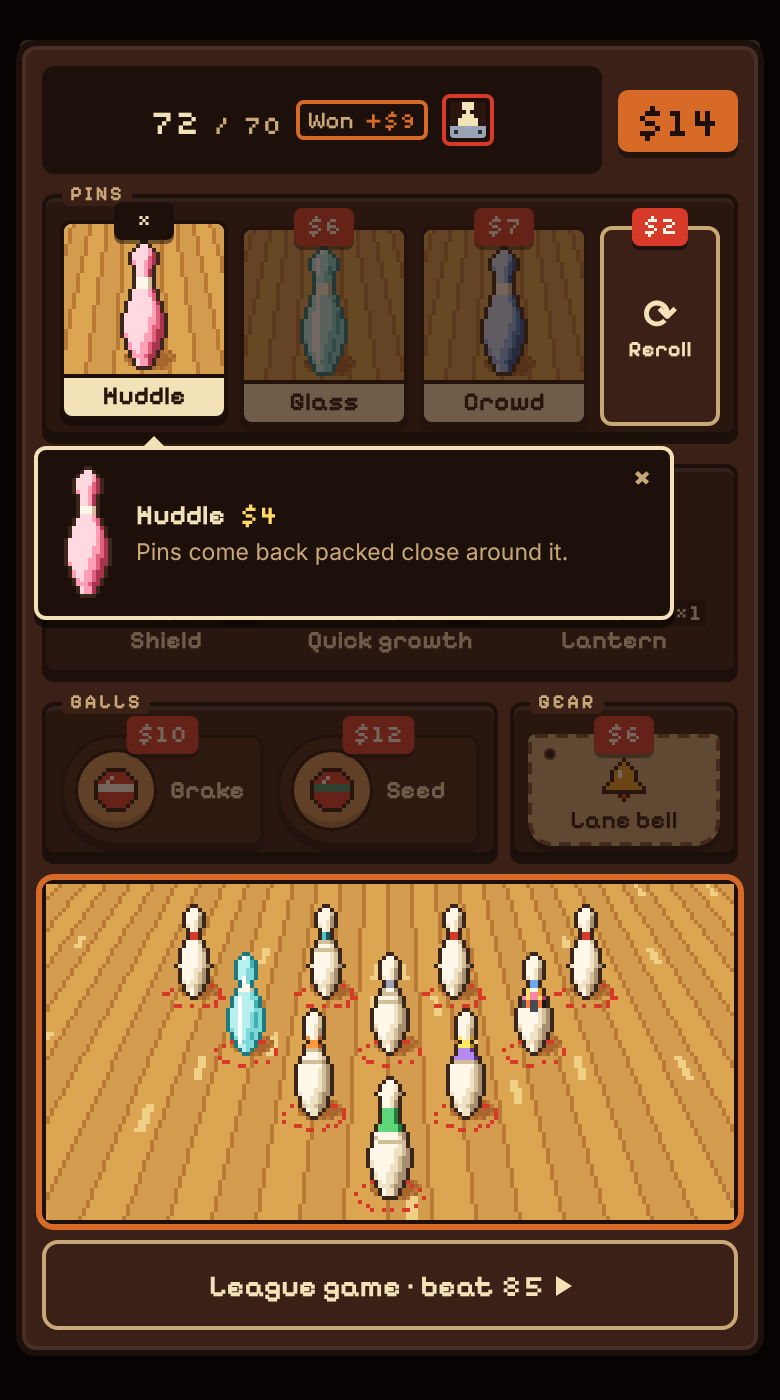 72 / 70 Won +$9 $14
PINS
× $6 $7 $2
Reroll
Huddle Glass Crowd
×
Huddle $4
Pins come back packed close around it.
×1
Shield Quick growth Lantern
BALLS GEAR
$10 $12 $6
Brake Seed
Lane bell
League game · beat 85 ▶